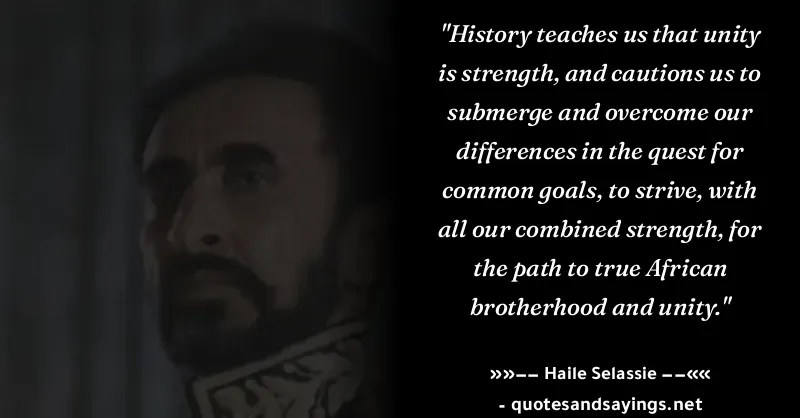 "History teaches us that unity
is strength, and cautions us to
submerge and overcome our
differences in the quest for
common goals, to strive, with
all our combined strength, for
the path to true African
brotherhood and unity."
»»−− Haile Selassie −−««
- quotesandsayings.net